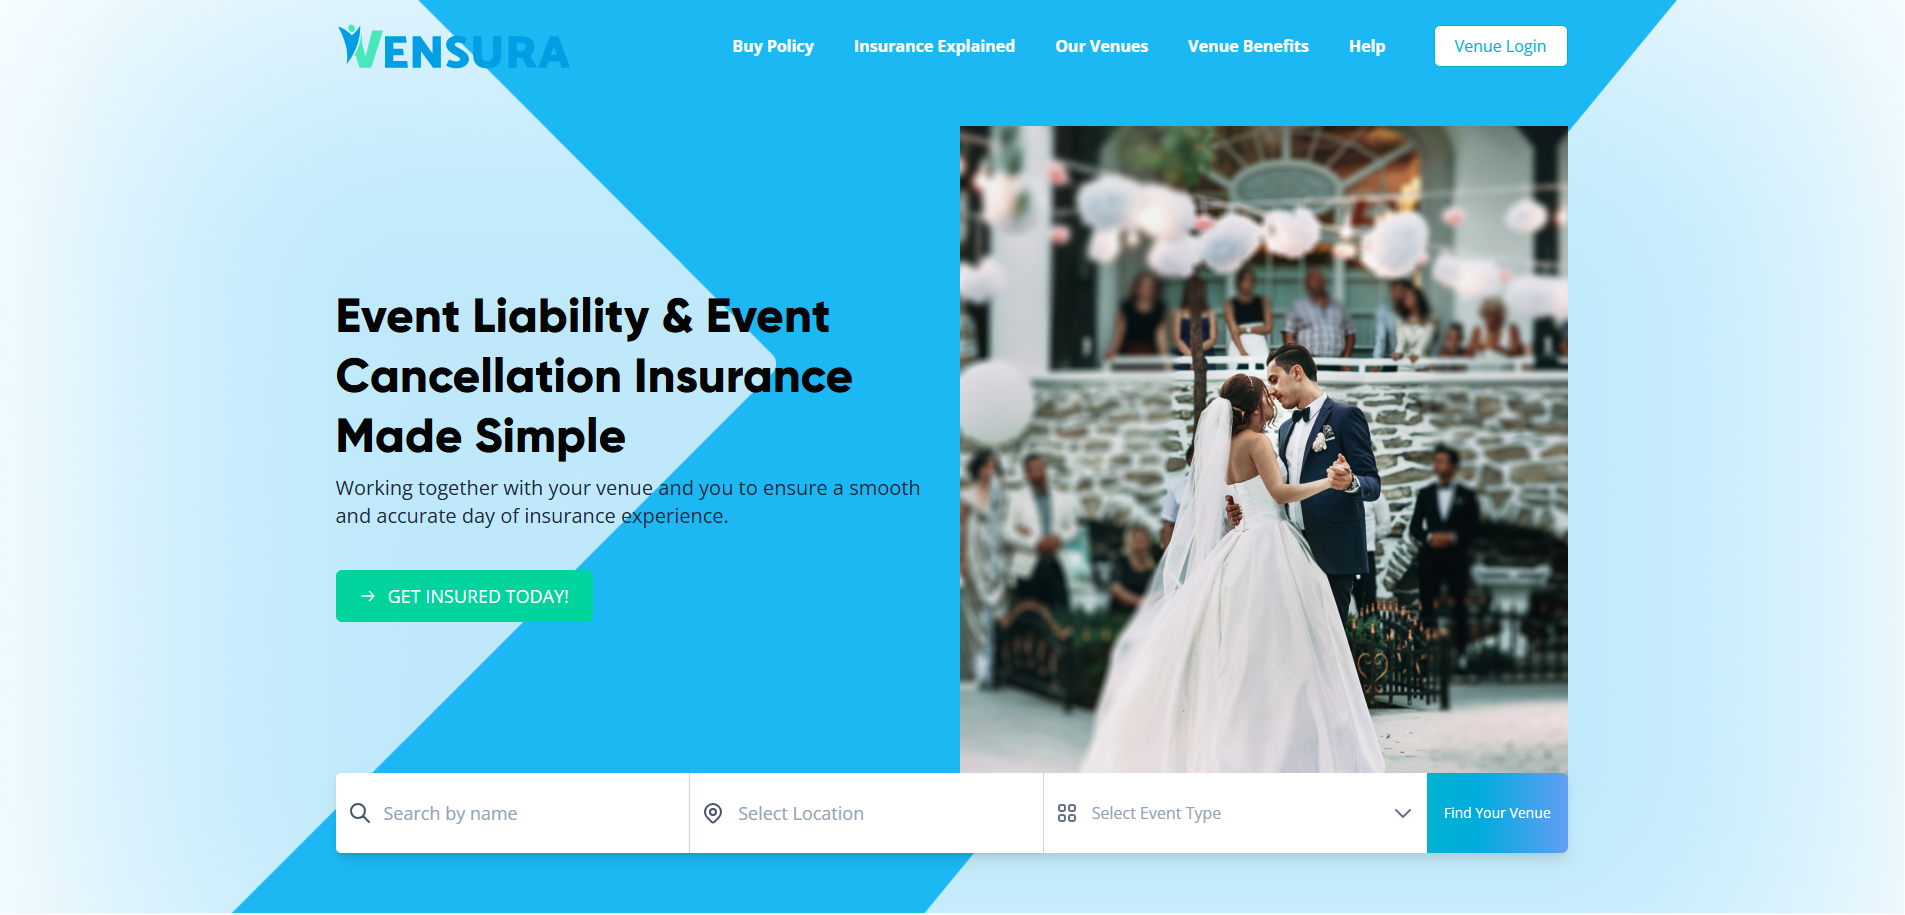 VENSURA
Buy Policy
Insurance Explained
Our Venues
Venue Benefits
Help
Venue Login
Event Liability & Event
Cancellation Insurance
Made Simple
Working together with your venue and you to ensure a smooth
and accurate day of insurance experience.
GET INSURED TODAY!
Search by name
Select Location
Select Event Type
Find Your Venue